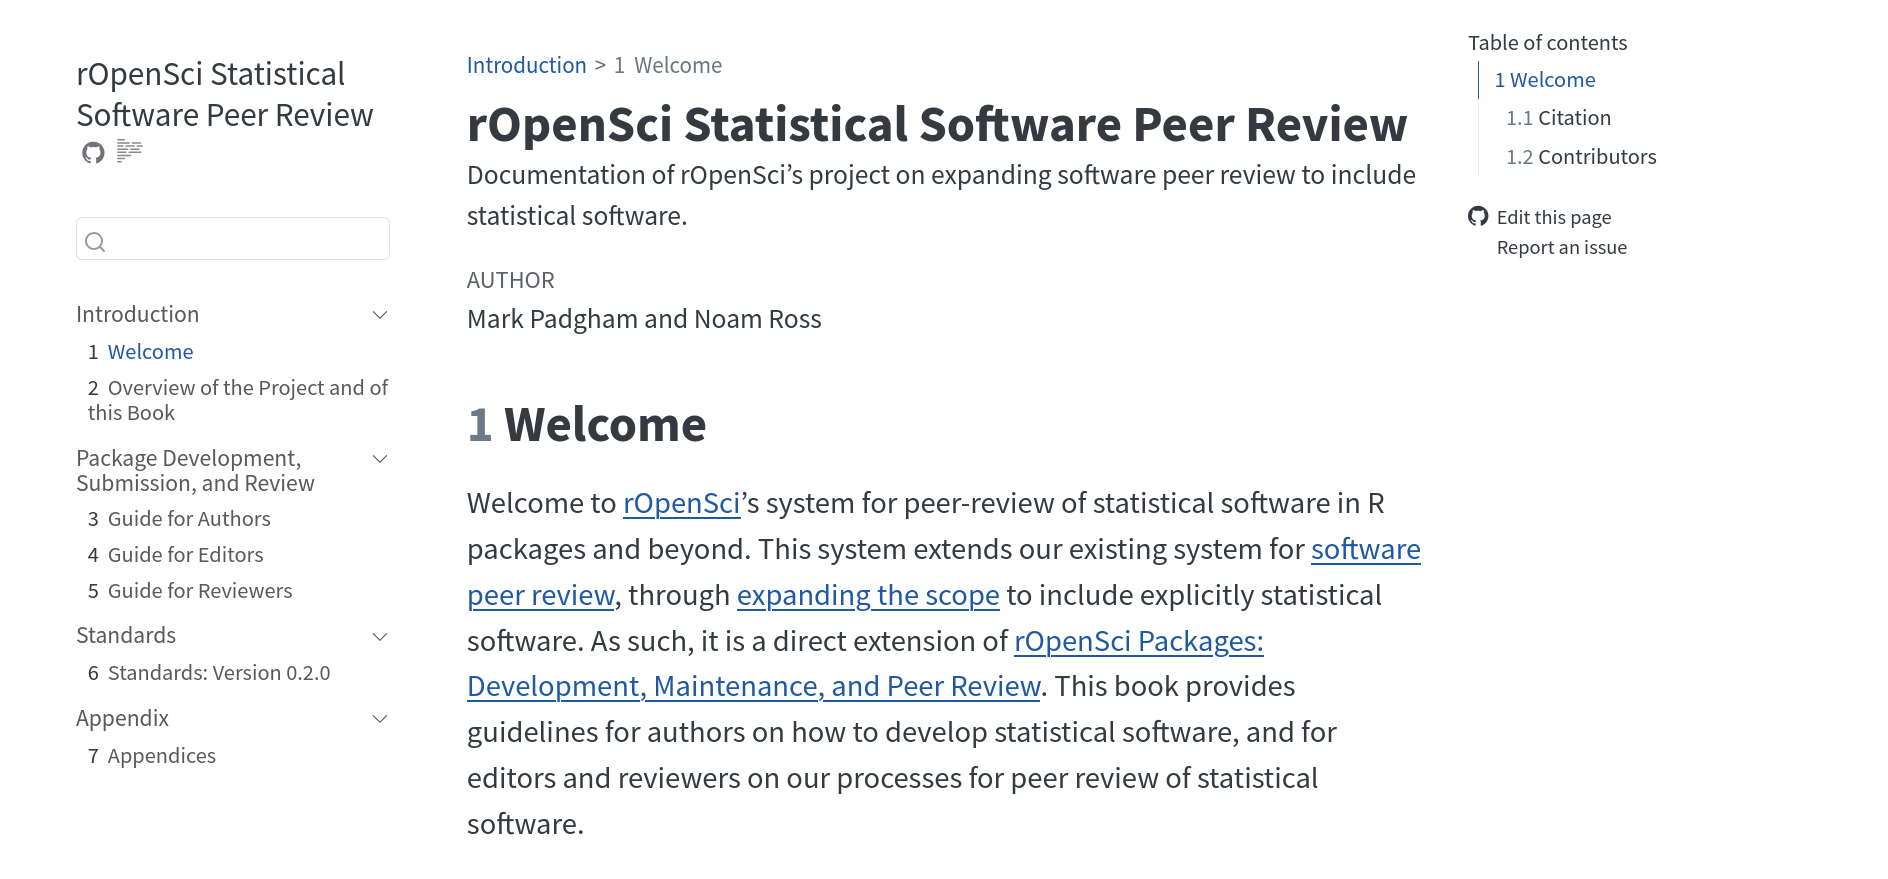 rOpenSci Statistical
Software Peer Review
Introduction
1 Welcome
2 Overview of the Project and of
this Book
Package Development,
Submission, and Review
3 Guide for Authors
4 Guide for Editors
5 Guide for Reviewers
Standards
6 Standards: Version 0.2.0
Appendix
7 Appendices
Introduction > 1 Welcome
rOpenSci Statistical Software Peer Review
Documentation of rOpenSci’s project on expanding software peer review to include
statistical software.
AUTHOR
Mark Padgham and Noam Ross
1 Welcome
Welcome to rOpenSci’s system for peer-review of statistical software in R
packages and beyond. This system extends our existing system for software
peer review, through expanding the scope to include explicitly statistical
software. As such, it is a direct extension of rOpenSci Packages:
Development, Maintenance, and Peer Review. This book provides
guidelines for authors on how to develop statistical software, and for
editors and reviewers on our processes for peer review of statistical
software.
Table of contents
1 Welcome
1.1 Citation
1.2 Contributors
Edit this page
Report an issue